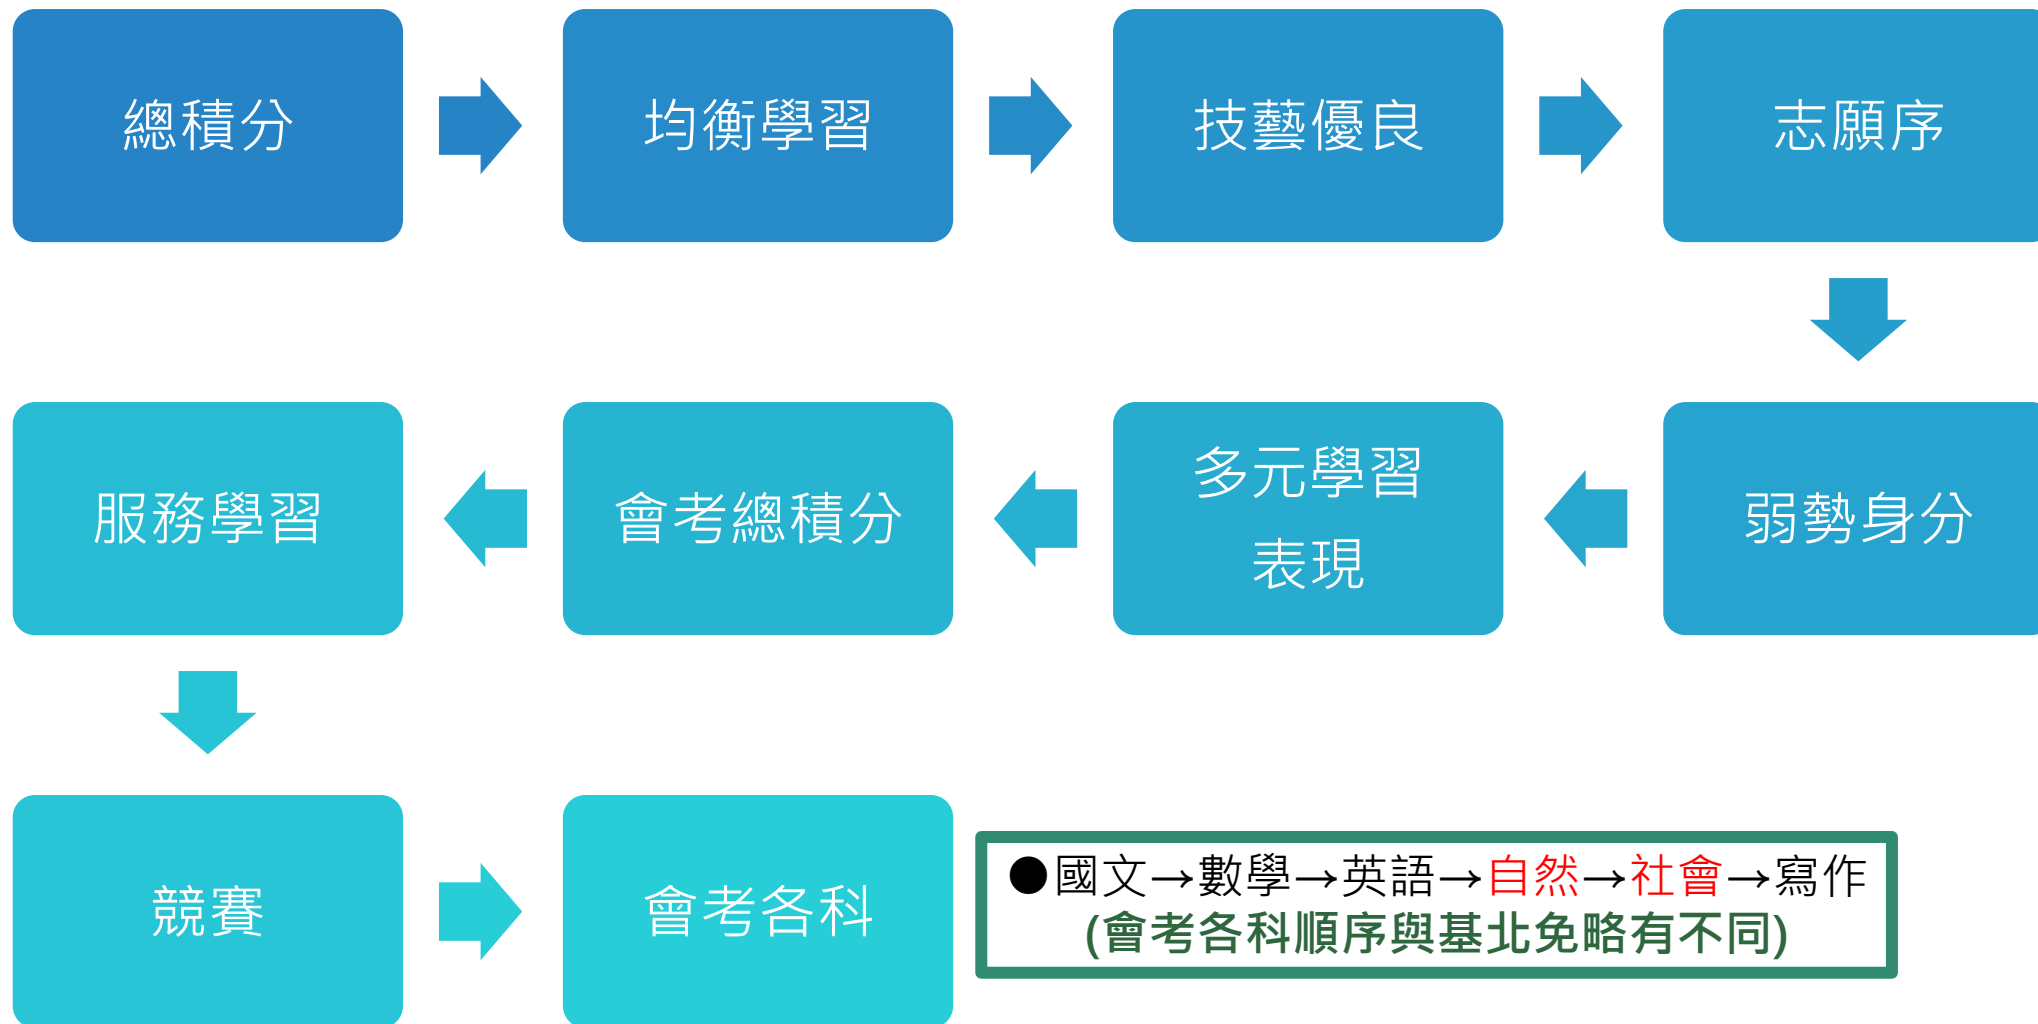 總積分
均衡學習
技藝優良
志願序
弱勢身分
多元學習
表現
會考總積分
服務學習
競賽
會考各科
●國文→數學→英語→自然→社會→寫作
(會考各科順序與基北免略有不同)